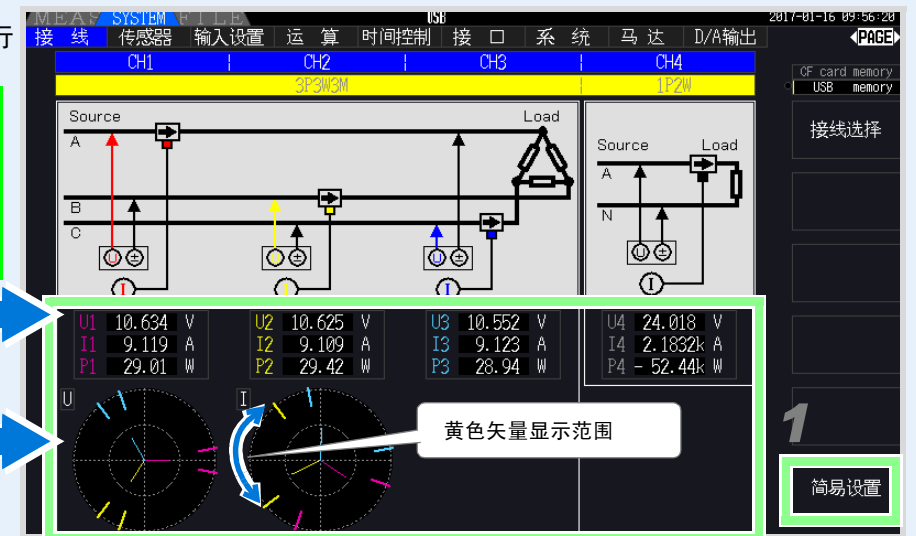 MEAS SYSTEM FILE USB 2017-01-16 09:56:20
行
接 线 传感器 输入设置 运 算 时间控制 接 口 系 统 马 达 D/A输出 PAGE
CH1 CH2 CH3 CH4
3P3W3M 1P2W
CF card memory
USB memory
接线选择
Source Load
A
B
C
U ± U ± U ±
I I I
Source Load
A
N
U ±
I
U1 10.634 V U2 10.625 V U3 10.552 V U4 24.018 V
I1 9.119 A I2 9.109 A I3 9.123 A I4 2.1832k A
P1 29.01 W P2 29.42 W P3 28.94 W P4 - 52.44k W
U I
黄色矢量显示范围
1
简易设置